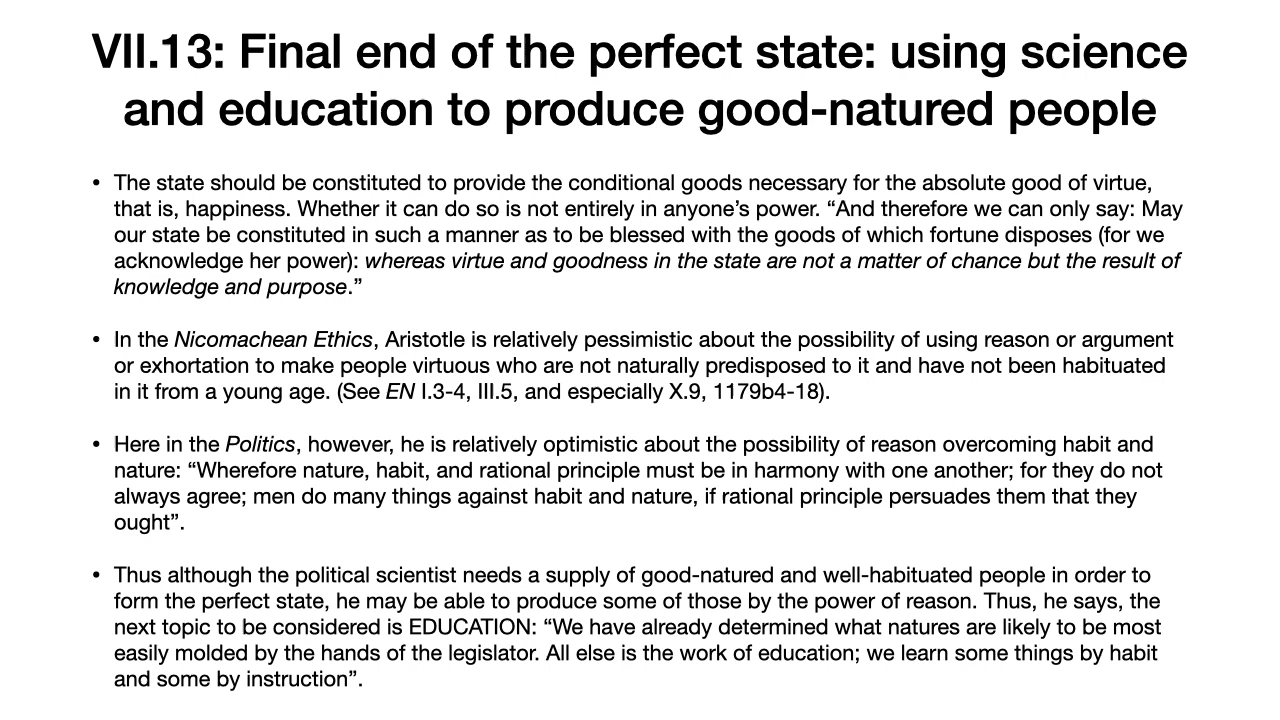 VII.13: Final end of the perfect state: using science
and education to produce good-natured people
• The state should be constituted to provide the conditional goods necessary for the absolute good of virtue,
that is, happiness. Whether it can do so is not entirely in anyone’s power. “And therefore we can only say: May
our state be constituted in such a manner as to be blessed with the goods of which fortune disposes (for we
acknowledge her power): whereas virtue and goodness in the state are not a matter of chance but the result of
knowledge and purpose.”
• In the Nicomachean Ethics, Aristotle is relatively pessimistic about the possibility of using reason or argument
or exhortation to make people virtuous who are not naturally predisposed to it and have not been habituated
in it from a young age. (See EN I.3-4, III.5, and especially X.9, 1179b4-18).
• Here in the Politics, however, he is relatively optimistic about the possibility of reason overcoming habit and
nature: “Wherefore nature, habit, and rational principle must be in harmony with one another; for they do not
always agree; men do many things against habit and nature, if rational principle persuades them that they
ought”.
• Thus although the political scientist needs a supply of good-natured and well-habituated people in order to
form the perfect state, he may be able to produce some of those by the power of reason. Thus, he says, the
next topic to be considered is EDUCATION: “We have already determined what natures are likely to be most
easily molded by the hands of the legislator. All else is the work of education; we learn some things by habit
and some by instruction”.